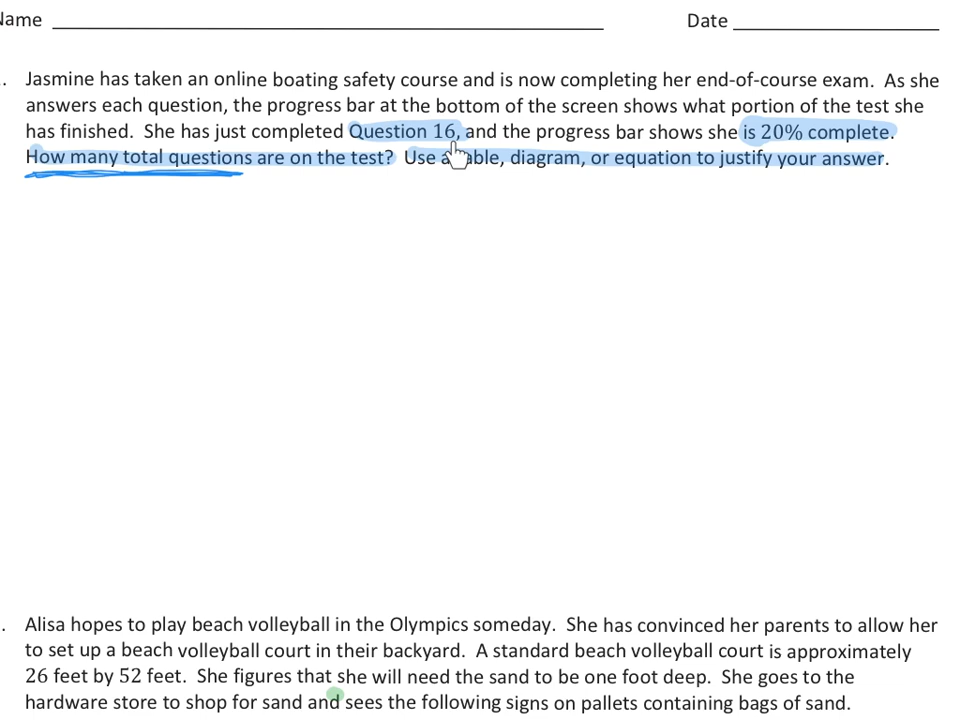 Name Date
. Jasmine has taken an online boating safety course and is now completing her end-of-course exam. As she
answers each question, the progress bar at the bottom of the screen shows what portion of the test she
has finished. She has just completed Question 16, and the progress bar shows she is 20% complete.
How many total questions are on the test? Use a table, diagram, or equation to justify your answer.
. Alisa hopes to play beach volleyball in the Olympics someday. She has convinced her parents to allow her
to set up a beach volleyball court in their backyard. A standard beach volleyball court is approximately
26 feet by 52 feet. She figures that she will need the sand to be one foot deep. She goes to the
hardware store to shop for sand and sees the following signs on pallets containing bags of sand.